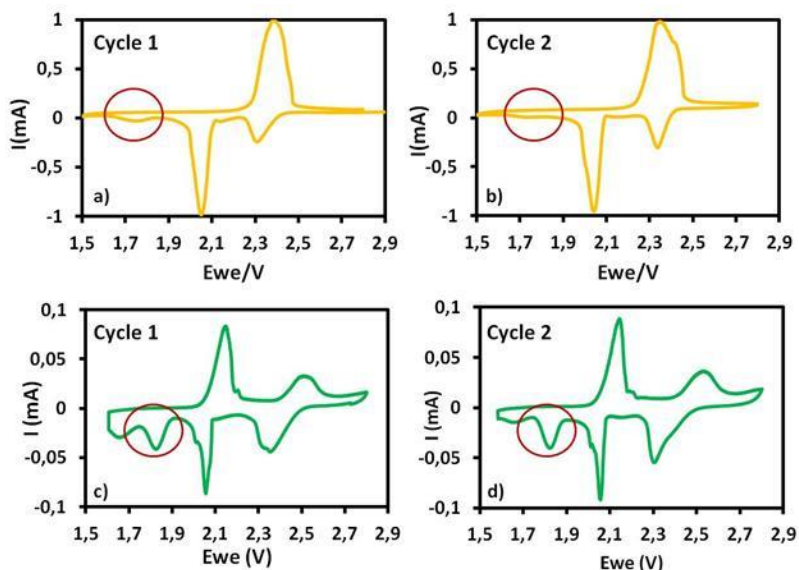 1
Cycle 1
0,5
0
I(mA)
-0,5
a)
-1
1,5 1,7 1,9 2,1 2,3 2,5 2,7 2,9
Ewe/V
1
Cycle 2
0,5
0
I(mA)
-0,5
b)
-1
1,5 1,7 1,9 2,1 2,3 2,5 2,7 2,9
Ewe/V
0,1
Cycle 1
0,05
0
I (mA)
-0,05
c)
-0,1
1,5 1,7 1,9 2,1 2,3 2,5 2,7 2,9
Ewe (V)
0,1
Cycle 2
0,05
0
I (mA)
-0,05
d)
-0,1
1,5 1,7 1,9 2,1 2,3 2,5 2,7 2,9
Ewe (V)